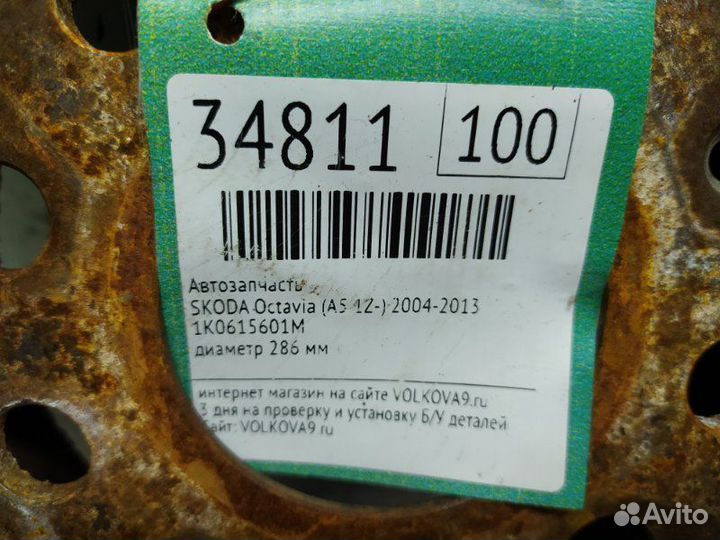 34811 100
Автозапчасть
SKODA Octavia (A5 1Z-) 2004-2013
1K0615601M
диаметр 286 мм
интернет магазин на сайте VOLKOVA9.ru
3 дня на проверку и установку Б/У деталей
Сайт: VOLKOVA9.ru
Avito